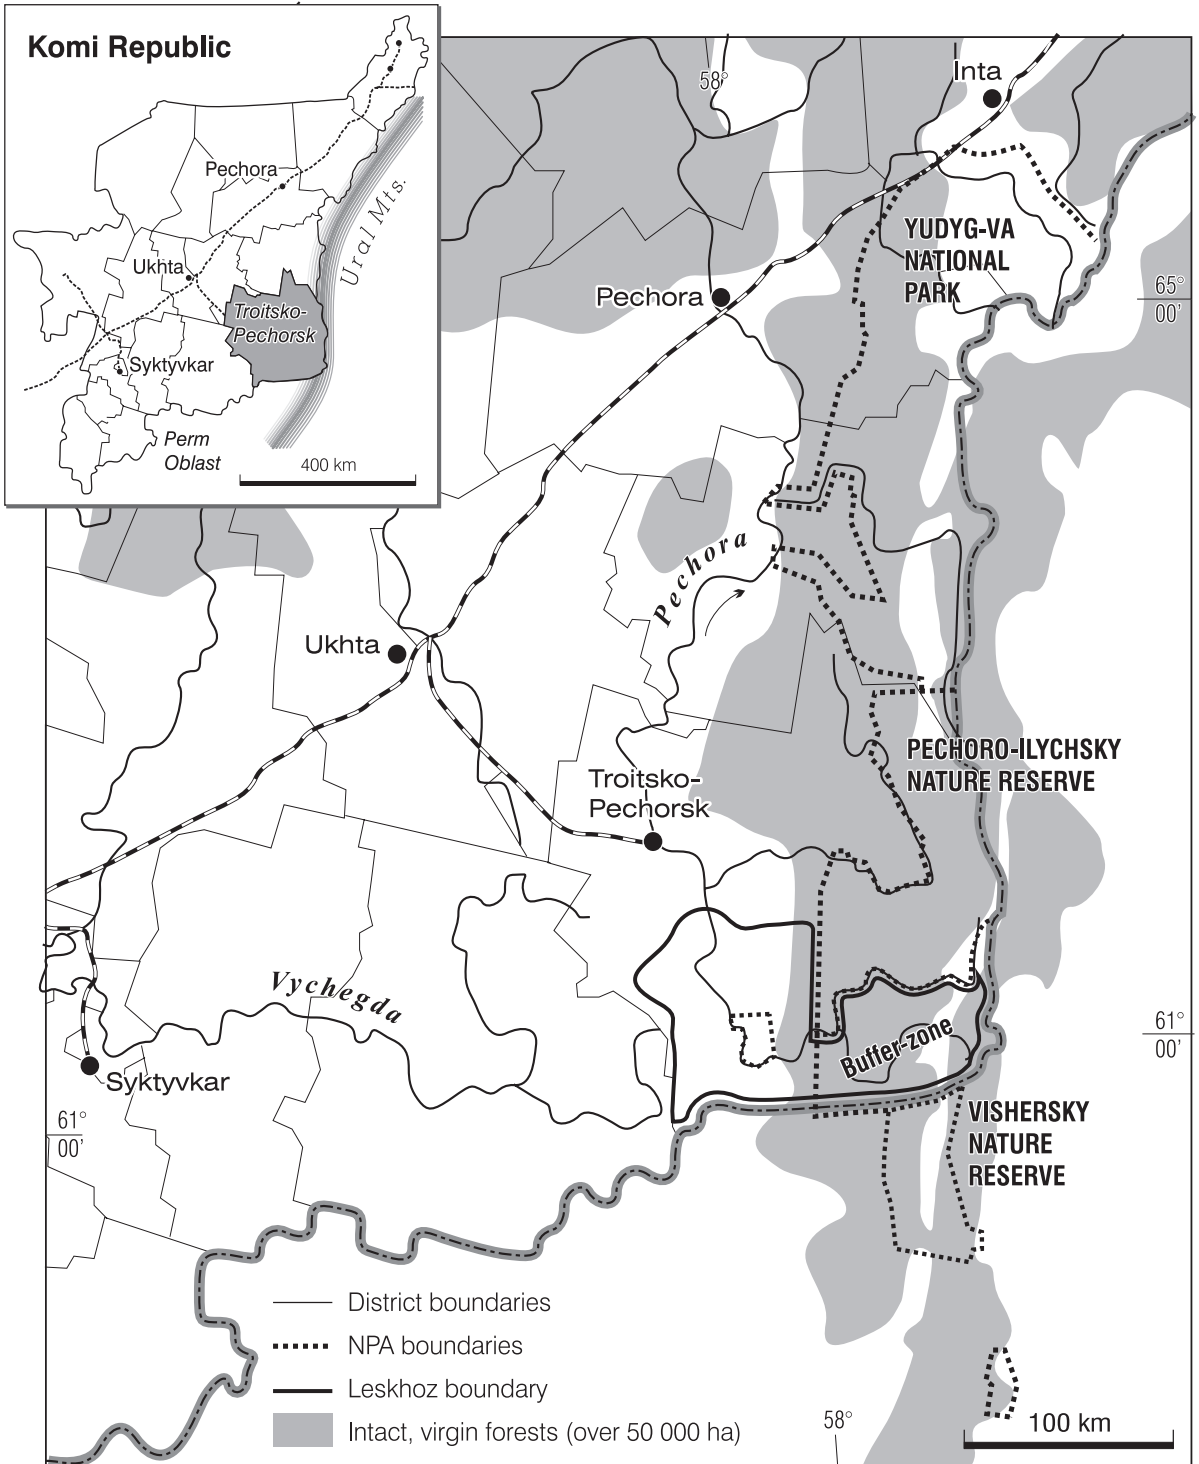 Komi Republic
Pechora
Ural Mts.
Ukhta
Troitsko-
Pechorsk
Syktyvkar
Perm
Oblast
400 km
58°
Inta
YUDYG-VA
NATIONAL
PARK
65°
00'
Pechora
Pechora
Ukhta
PECHORO-ILYCHSKY
NATURE RESERVE
Troitsko-
Pechorsk
Vychegda
61°
00'
Buffer-zone
Syktyvkar
61°
00'
VISHERSKY
NATURE
RESERVE
District boundaries
NPA boundaries
Leskhoz boundary
Intact, virgin forests (over 50 000 ha)
58°
100 km